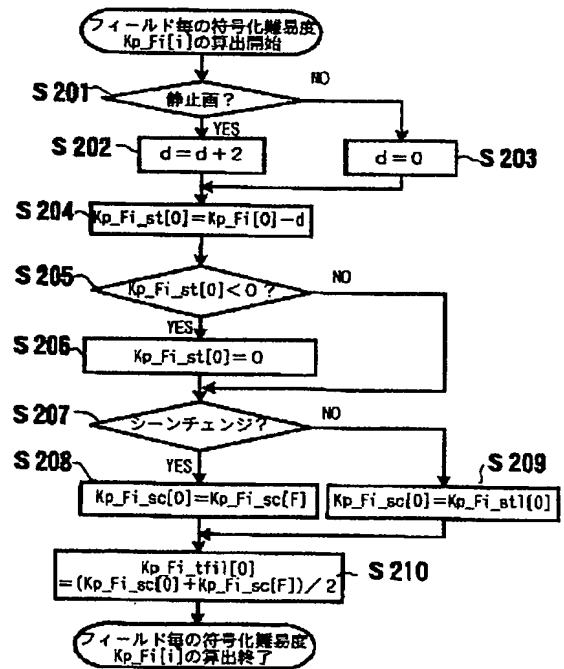 フィールド毎の符号化難易度
Kp_Fi[i]の算出開始
S201
静止画？
NO
YES
S202
d=d+2
d=0
S203
S204
Kp_Fi_st[0]=Kp_Fi[0]-d
S205
Kp_Fi_st[0]<0?
NO
YES
S206
Kp_Fi_st[0]=0
S207
シーンチェンジ？
NO
S208
YES
S209
Kp_Fi_sc[0]=Kp_Fi_sc[F]
Kp_Fi_sc[0]=Kp_Fi_stl[0]
Kp_Fi_tfil[0]
=(Kp_Fi_sc[0]+Kp_Fi_sc[F])/2
S210
フィールド毎の符号化難易度
Kp_Fi[i]の算出終了